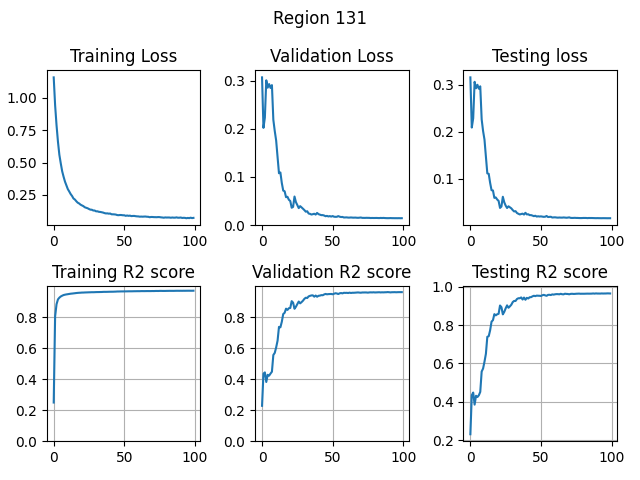 Region 131
Training Loss
Validation Loss
Testing loss
1.00
0.75
0.50
0.25
0 50 100
0.3
0.2
0.1
0.0
0 50 100
0.3
0.2
0.1
0 50 100
Training R2 score
Validation R2 score
Testing R2 score
0.8
0.6
0.4
0.2
0.0
0 50 100
0.8
0.6
0.4
0.2
0.0
0 50 100
1.0
0.8
0.6
0.4
0.2
0 50 100